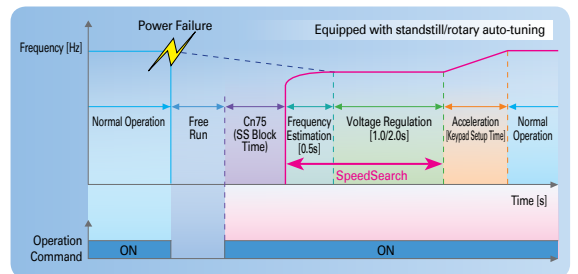 Power Failure
Equipped with standstill/rotary auto-tuning
Frequency [Hz]
Normal Operation
Free
Run
Cn75
(SS Block
Time)
Frequency
Estimation
[0.5s]
Voltage Regulation
[1.0/2.0s]
Acceleration
[Keypad Setup Time]
Normal
Operation
SpeedSearch
Time [s]
Operation
Command
ON
ON